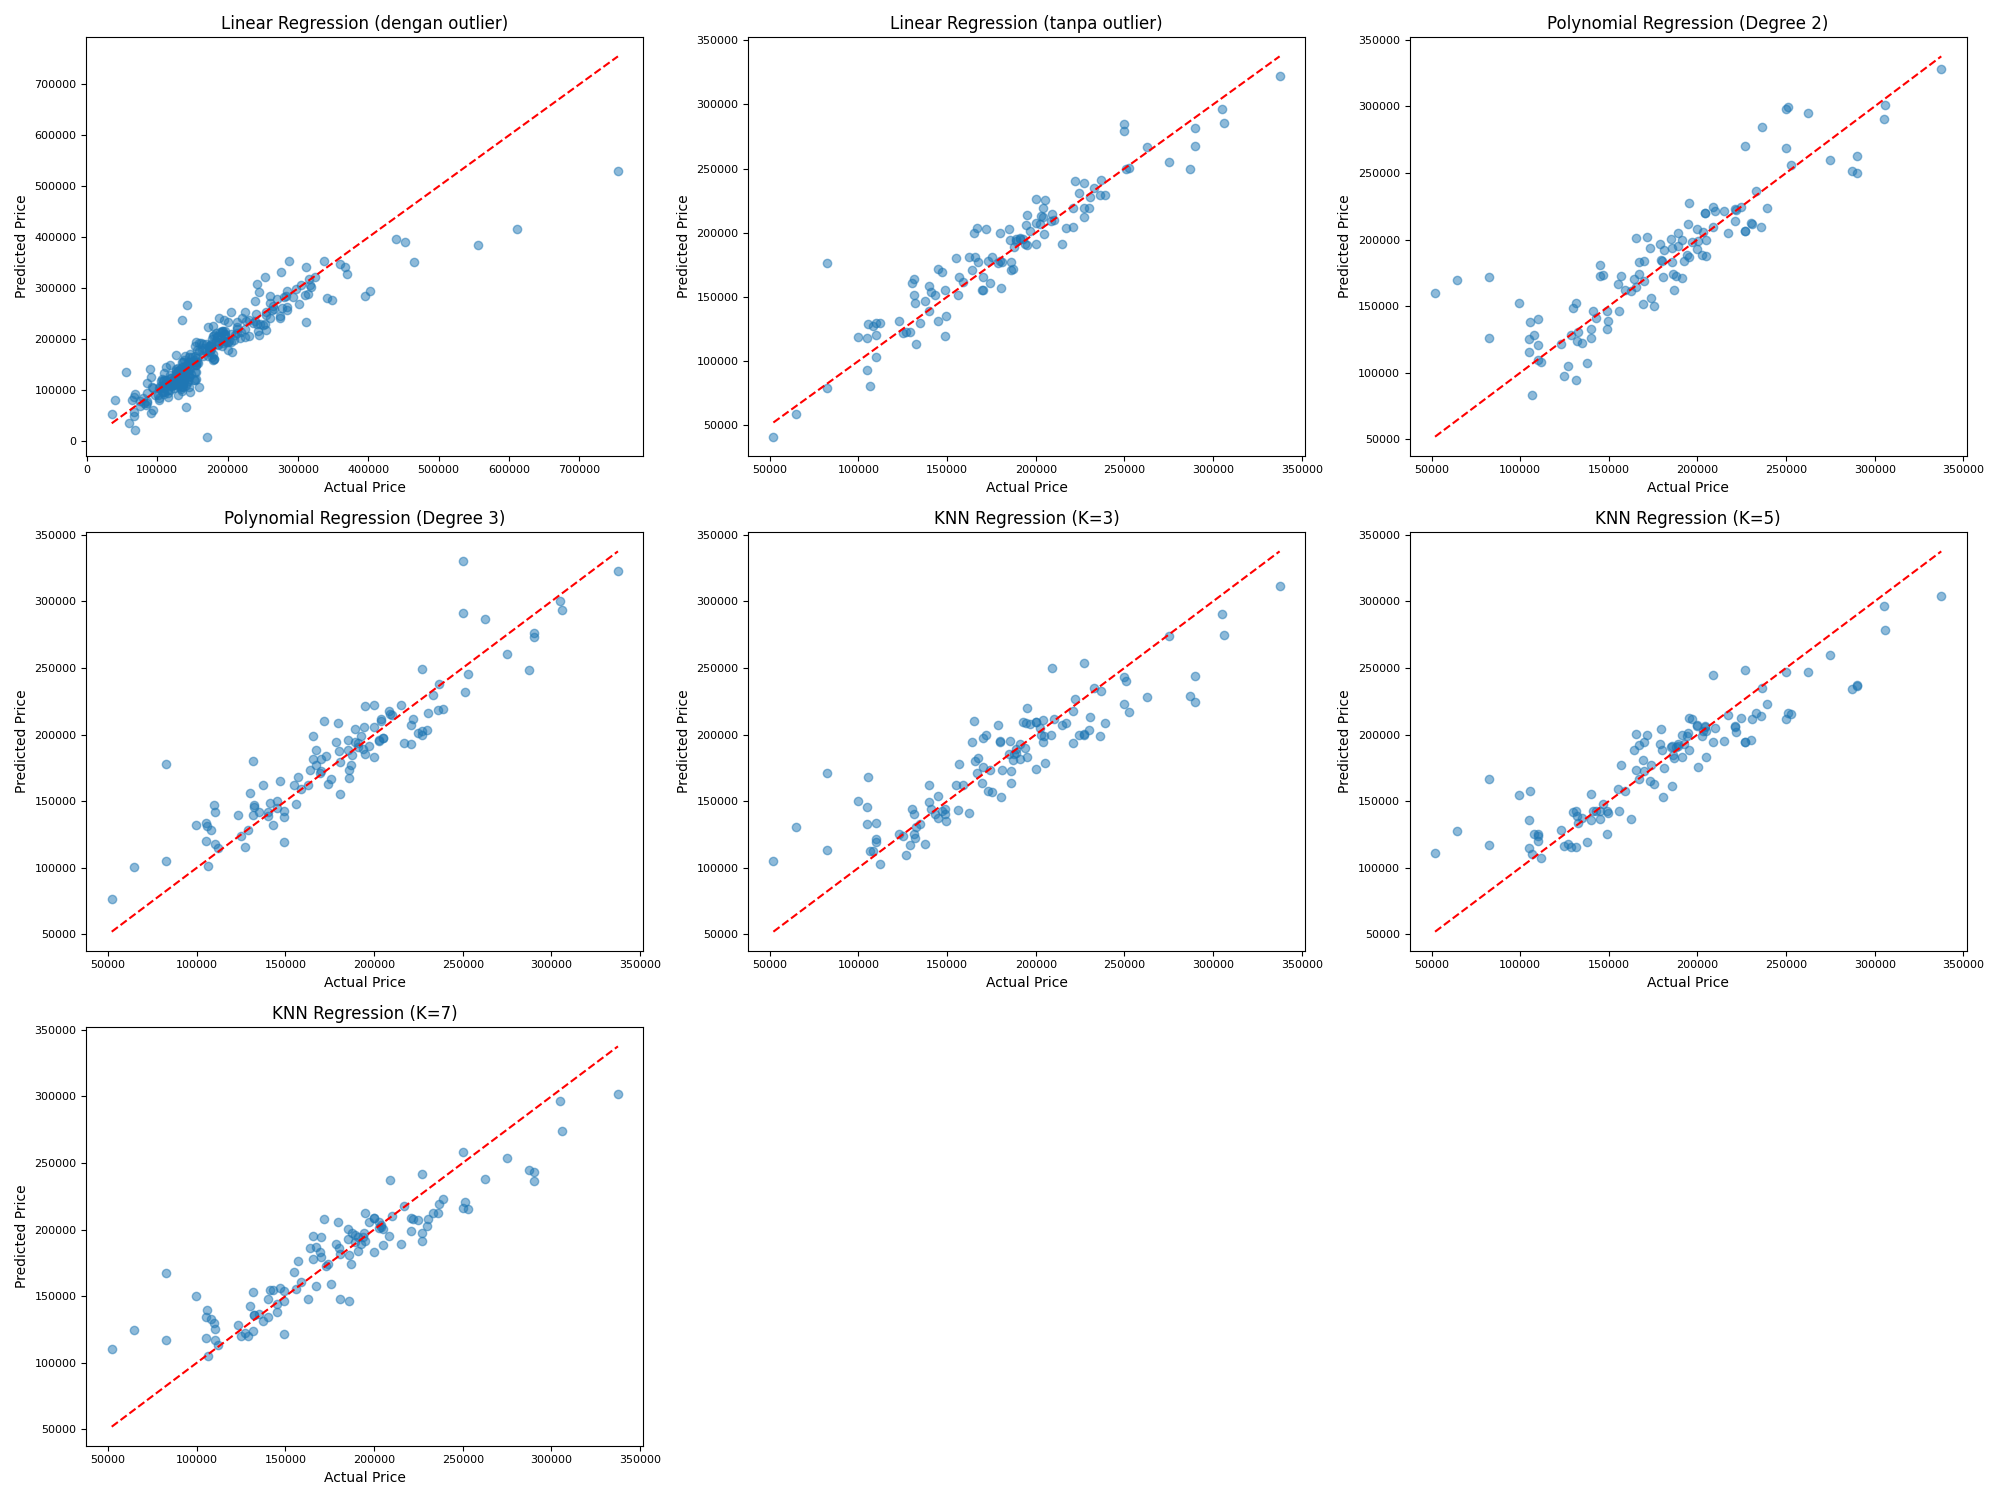 Linear Regression (dengan outlier)
700000
600000
500000
400000
300000
200000
100000
0
Predicted Price
0 100000 200000 300000 400000 500000 600000 700000
Actual Price
Linear Regression (tanpa outlier)
350000
300000
250000
200000
150000
100000
50000
Predicted Price
50000 100000 150000 200000 250000 300000 350000
Actual Price
Polynomial Regression (Degree 2)
350000
300000
250000
200000
150000
100000
50000
Predicted Price
50000 100000 150000 200000 250000 300000 350000
Actual Price
Polynomial Regression (Degree 3)
350000
300000
250000
200000
150000
100000
50000
Predicted Price
50000 100000 150000 200000 250000 300000 350000
Actual Price
KNN Regression (K=3)
350000
300000
250000
200000
150000
100000
50000
Predicted Price
50000 100000 150000 200000 250000 300000 350000
Actual Price
KNN Regression (K=5)
350000
300000
250000
200000
150000
100000
50000
Predicted Price
50000 100000 150000 200000 250000 300000 350000
Actual Price
KNN Regression (K=7)
350000
300000
250000
200000
150000
100000
50000
Predicted Price
50000 100000 150000 200000 250000 300000 350000
Actual Price